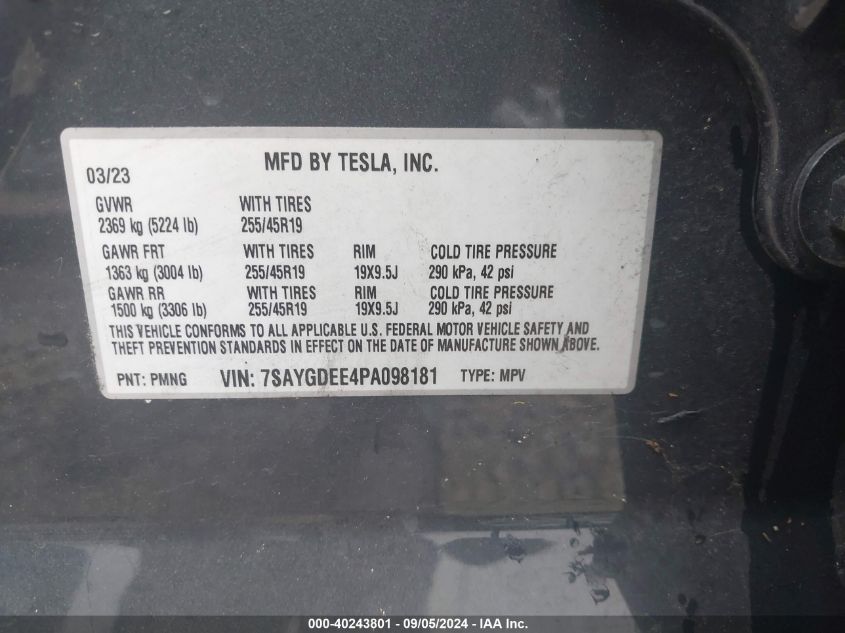 MFD BY TESLA, INC.
03/23
GVWR WITH TIRES
2369 kg (5224 lb) 255/45R19
GAWR FRT WITH TIRES RIM COLD TIRE PRESSURE
1363 kg (3004 lb) 255/45R19 19X9.5J 290 kPa, 42 psi
GAWR RR WITH TIRES RIM COLD TIRE PRESSURE
1500 kg (3306 lb) 255/45R19 19X9.5J 290 kPa, 42 psi
THIS VEHICLE CONFORMS TO ALL APPLICABLE U.S. FEDERAL MOTOR VEHICLE SAFETY AND
THEFT PREVENTION STANDARDS IN EFFECT ON THE DATE OF MANUFACTURE SHOWN ABOVE.
PNT: PMNG VIN: 7SAYGDEE4PA098181 TYPE: MPV
000-40243801 - 09/05/2024 - IAA Inc.